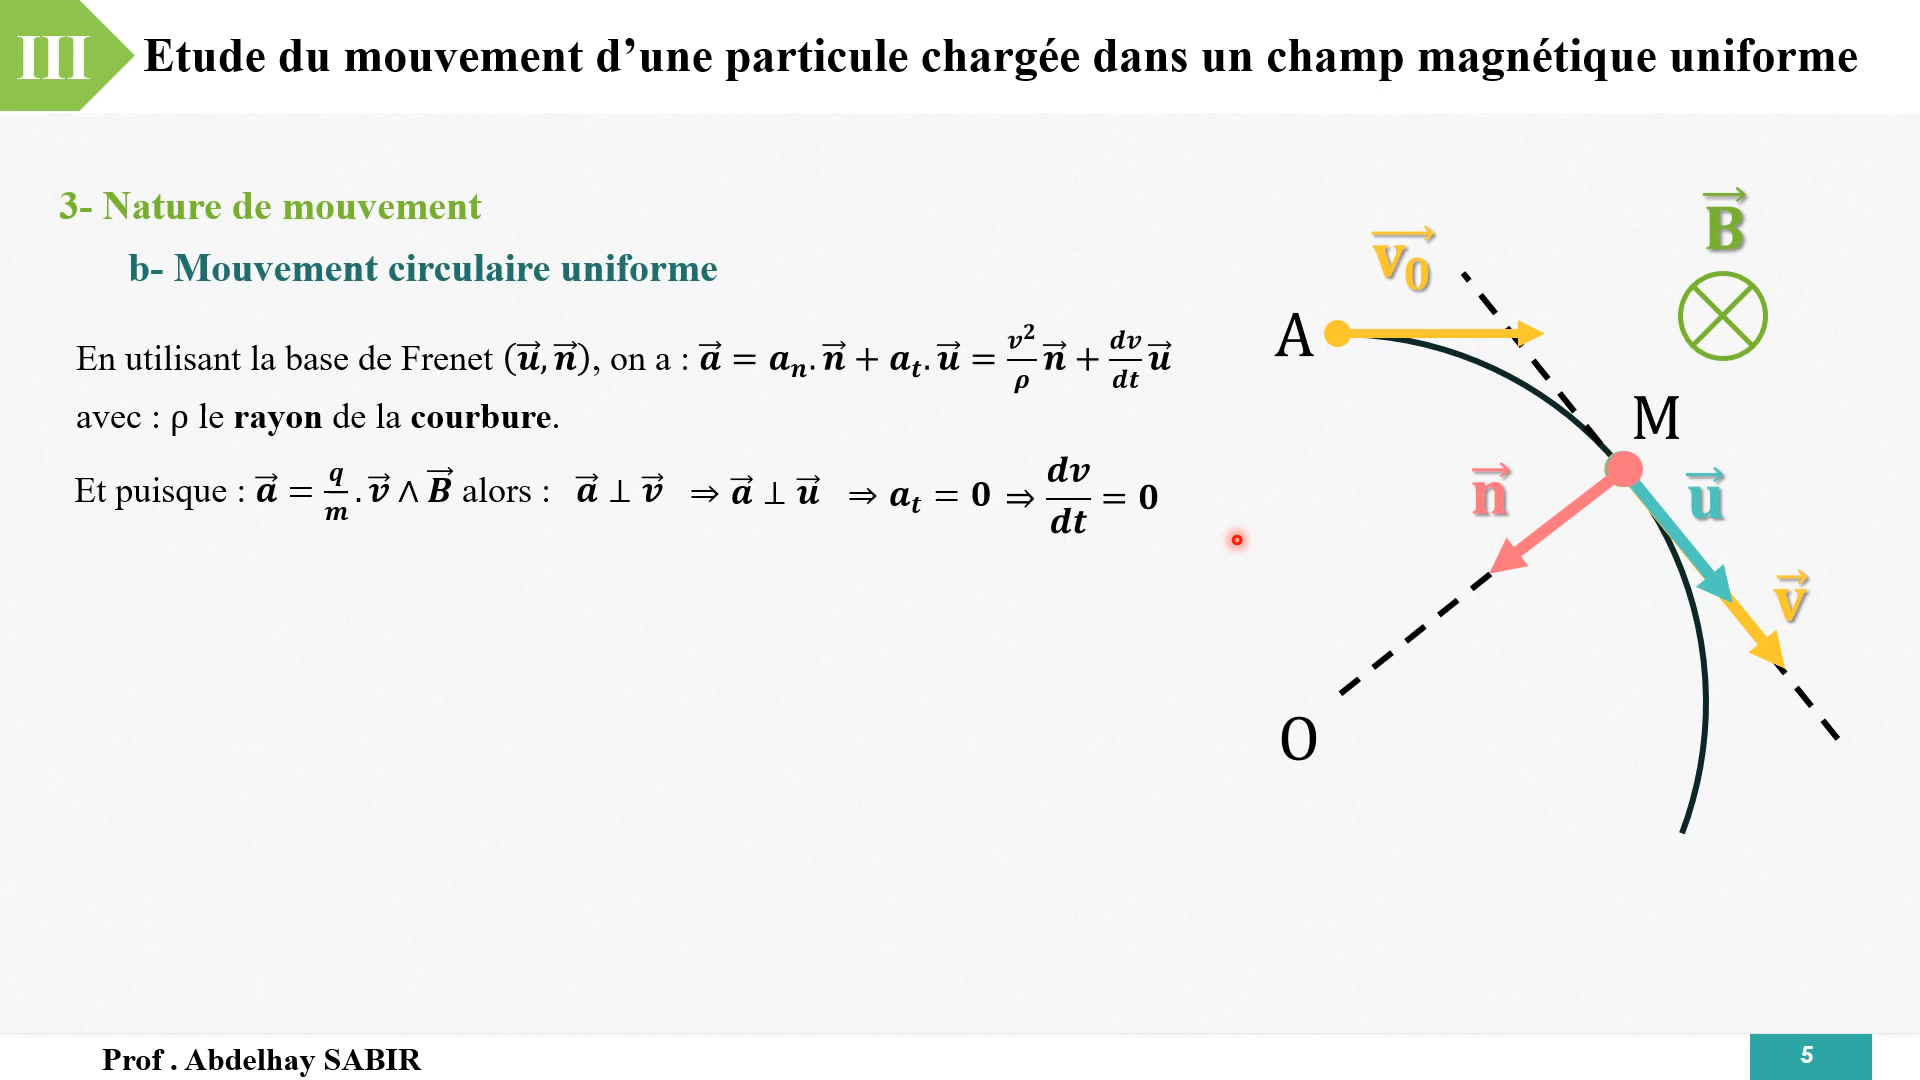 III
Etude du mouvement d’une particule chargée dans un champ magnétique uniforme
3- Nature de mouvement
b- Mouvement circulaire uniforme
En utilisant la base de Frenet (u⃗, n⃗), on a : a⃗ = aₙ. n⃗ + aₜ. u⃗ = v²/ρ n⃗ + dv/dt u⃗
avec : ρ le rayon de la courbure.
Et puisque : a⃗ = q/m . v⃗ ∧ B⃗ alors : a⃗ ⊥ v⃗ ⇒ a⃗ ⊥ u⃗ ⇒ aₜ = 0 ⇒ dv/dt = 0
B⃗
v₀⃗
A
M
n⃗
u⃗
v⃗
O
Prof . Abdelhay SABIR
5